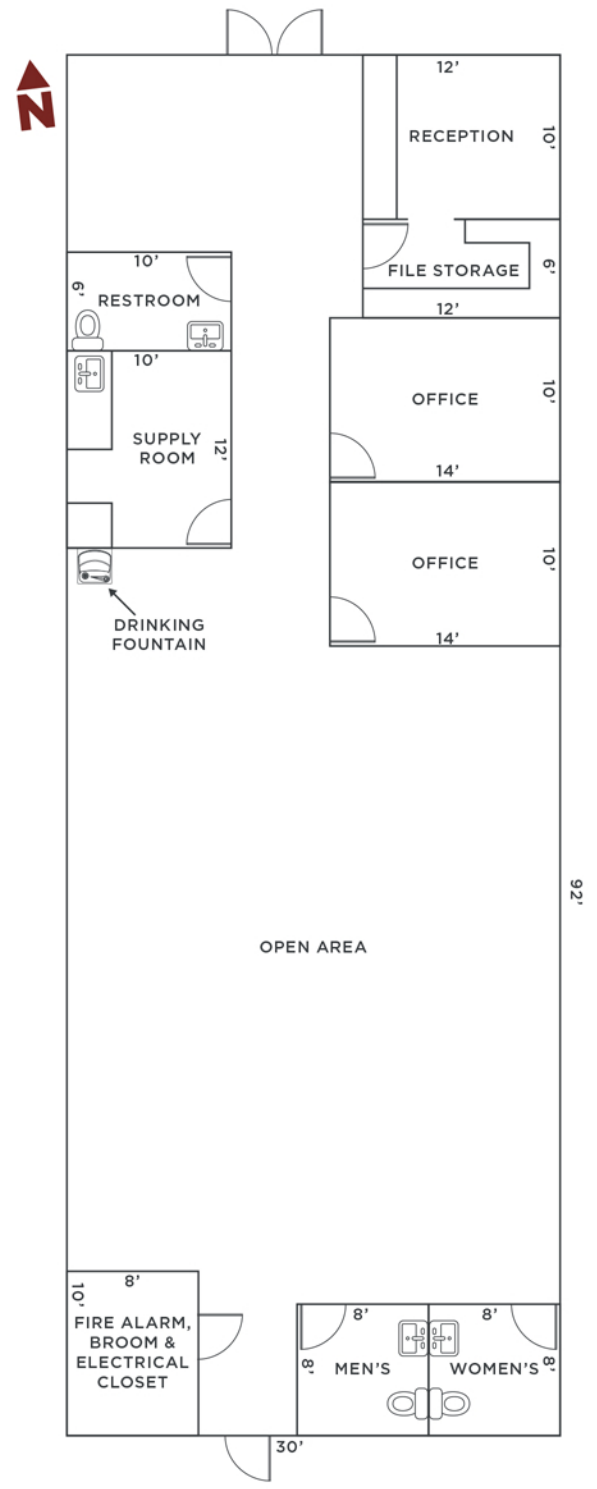 N
12'
RECEPTION
10'
10'
6'
RESTROOM
FILE STORAGE
6'
12'
10'
SUPPLY
ROOM
12'
OFFICE
10'
14'
OFFICE
10'
14'
DRINKING
FOUNTAIN
92'
OPEN AREA
8'
10'
FIRE ALARM,
BROOM &
ELECTRICAL
CLOSET
8'
8'
MEN'S
8'
WOMEN'S
8'
30'